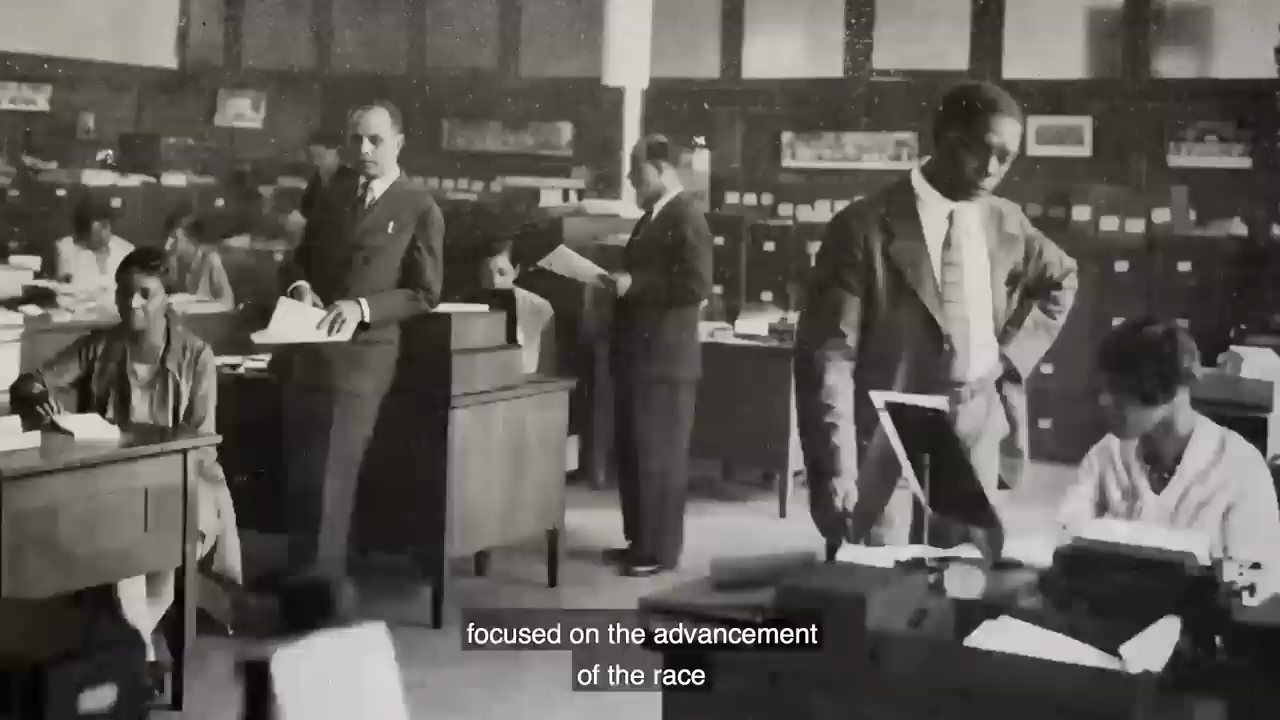 focused on the advancement
of the race